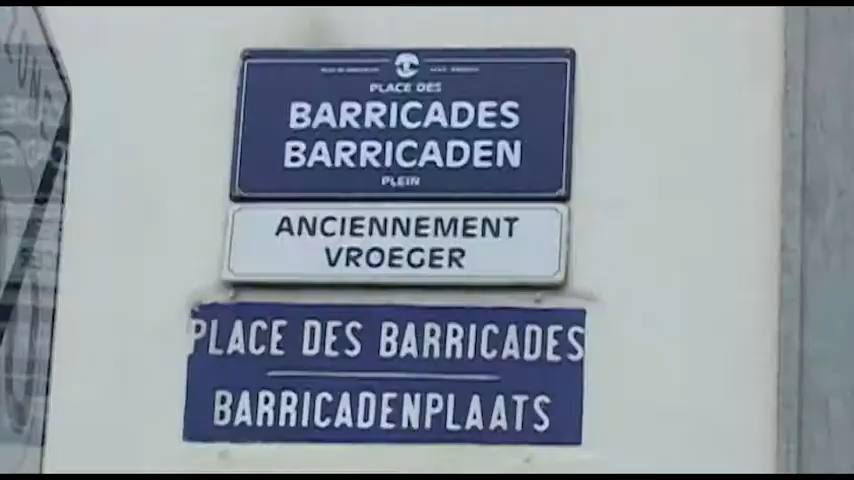 PLACE DES
BARRICADES
BARRICADEN
PLEIN
ANCIENNEMENT
VROEGER
PLACE DES BARRICADES
BARRICADENPLAATS